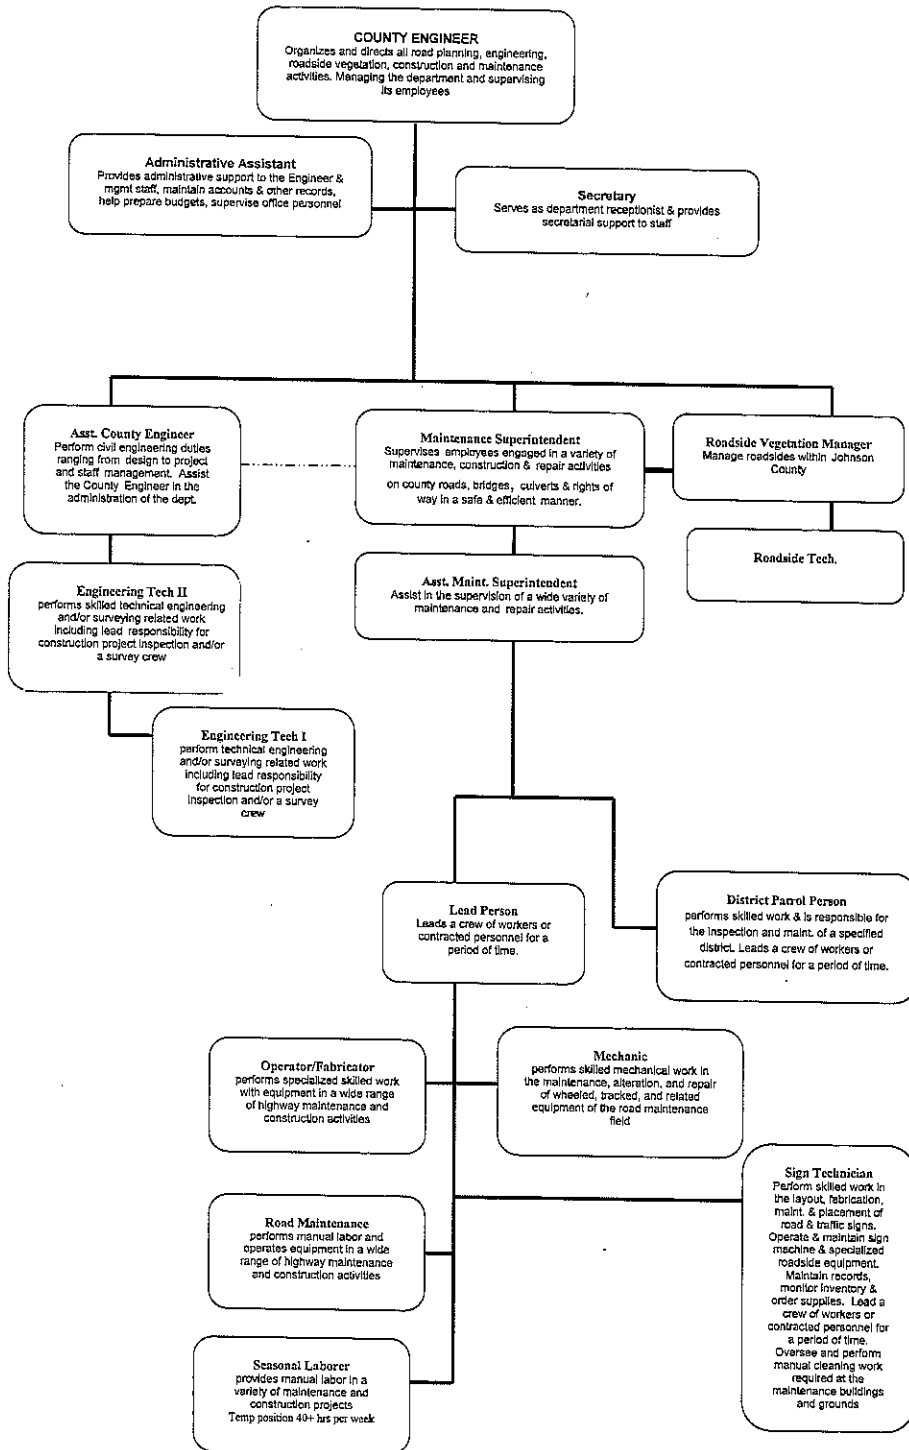 COUNTY ENGINEER
Organizes and directs all road planning, engineering,
roadside vegetation, construction and maintenance
activities. Managing the department and supervising
its employees
Administrative Assistant
Provides administrative support to the Engineer &
mgmt staff, maintain accounts & other records,
help prepare budgets, supervise office personnel
Secretary
Serves as department receptionist & provides
secretarial support to staff
Asst. County Engineer
Perform civil engineering duties
ranging from design to project
and staff management. Assist
the County Engineer in the
administration of the dept.
Maintenance Superintendent
Supervises employees engaged in a variety of
maintenance, construction & repair activities
on county roads, bridges, culverts & rights of
way in a safe & efficient manner.
Roadside Vegetation Manager
Manage roadsides within Johnson
County
Roadside Tech.
Engineering Tech II
performs skilled technical engineering
and/or surveying related work
including lead responsibility for
construction project inspection and/or
a survey crew
Asst. Maint. Superintendent
Assist in the supervision of a wide variety of
maintenance and repair activities.
Engineering Tech I
perform technical engineering
and/or surveying related work
including lead responsibility
for construction project
inspection and/or a survey
crew
Lead Person
Leads a crew of workers or
contracted personnel for a
period of time.
District Patrol Person
performs skilled work & is responsible for
the inspection and maint. of a specified
district. Leads a crew of workers or
contracted personnel for a period of time.
Operator/Fabricator
performs specialized skilled work
with equipment in a wide range
of highway maintenance and
construction activities
Mechanic
performs skilled mechanical work in
the maintenance, alteration, and repair
of wheeled, tracked, and related
equipment of the road maintenance
field
Sign Technician
Perform skilled work in
the layout, fabrication,
maint. & placement of
road & traffic signs.
Operate & maintain sign
machine & specialized
roadside equipment.
Maintain records,
monitor inventory &
order supplies. Lead a
crew of workers or
contracted personnel for
a period of time.
Oversee and perform
manual cleaning work
required at the
maintenance buildings
and grounds
Road Maintenance
performs manual labor and
operates equipment in a wide
range of highway maintenance
and construction activities
Seasonal Laborer
provides manual labor in a
variety of maintenance and
construction projects
Temp position 40+ hrs per week